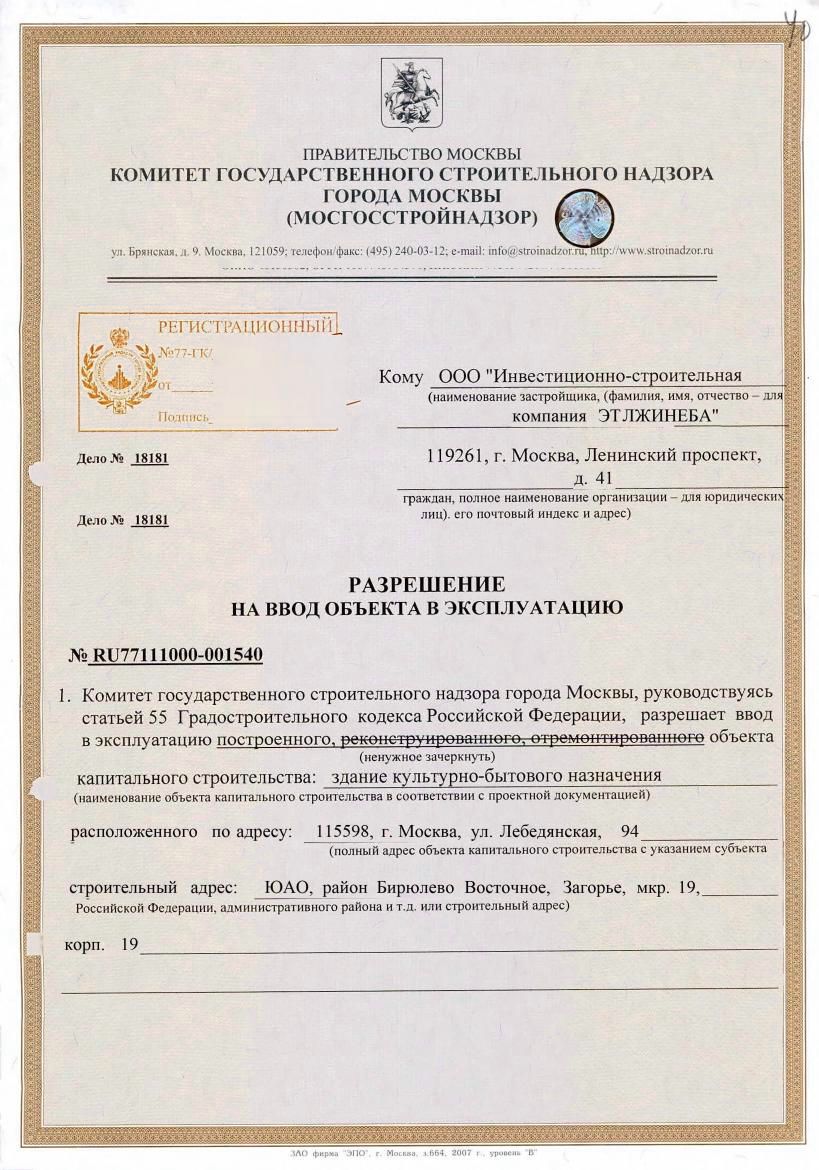 40
ПРАВИТЕЛЬСТВО МОСКВЫ
КОМИТЕТ ГОСУДАРСТВЕННОГО СТРОИТЕЛЬНОГО НАДЗОРА
ГОРОДА МОСКВЫ
(МОСГОССТРОЙНАДЗОР)
ул. Брянская, д. 9. Москва, 121059; телефон/факс: (495) 240-03-12; e-mail: info@stroinadzor.ru, http://www.stroinadzor.ru
РЕГИСТРАЦИОННЫЙ
№77-ГК/
от
Подпись
Кому ООО "Инвестиционно-строительная
(наименование застройщика, (фамилия, имя, отчество – для
компания ЭТЛЖИНЕБА"
Дело № 18181
119261, г. Москва, Ленинский проспект,
д. 41
граждан, полное наименование организации – для юридических
лиц). его почтовый индекс и адрес)
Дело № 18181
РАЗРЕШЕНИЕ
НА ВВОД ОБЪЕКТА В ЭКСПЛУАТАЦИЮ
№ RU77111000-001540
1. Комитет государственного строительного надзора города Москвы, руководствуясь
статьей 55 Градостроительного кодекса Российской Федерации, разрешает ввод
в эксплуатацию построенного, реконструированного, отремонтированного объекта
(ненужное зачеркнуть)
капитального строительства: здание культурно-бытового назначения
(наименование объекта капитального строительства в соответствии с проектной документацией)
расположенного по адресу: 115598, г. Москва, ул. Лебедянская, 94
(полный адрес объекта капитального строительства с указанием субъекта
строительный адрес: ЮАО, район Бирюлево Восточное, Загорье, мкр. 19,
Российской Федерации, административного района и т.д. или строительный адрес)
корп. 19
ЗАО фирма "ЭПО", г. Москва, з.664, 2007 г., уровень "В"